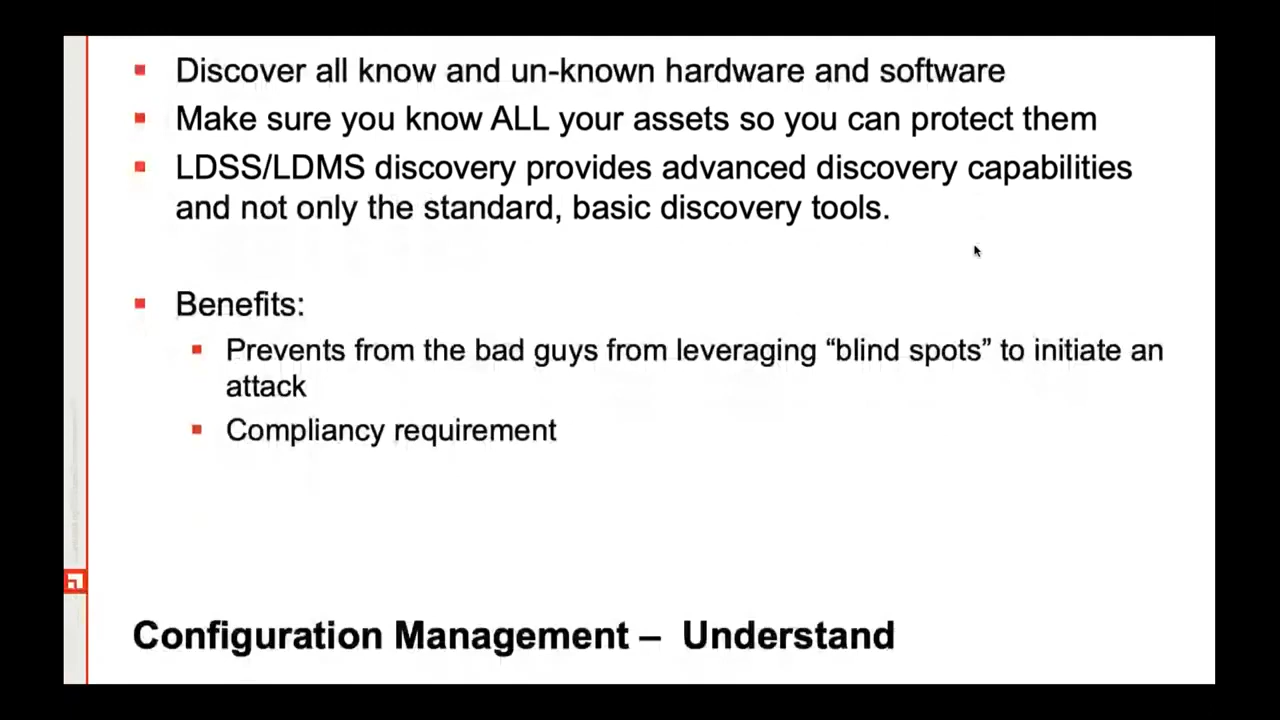 Discover all know and un-known hardware and software
Make sure you know ALL your assets so you can protect them
LDSS/LDMS discovery provides advanced discovery capabilities
and not only the standard, basic discovery tools.
Benefits:
Prevents from the bad guys from leveraging “blind spots” to initiate an
attack
Compliancy requirement
Configuration Management – Understand